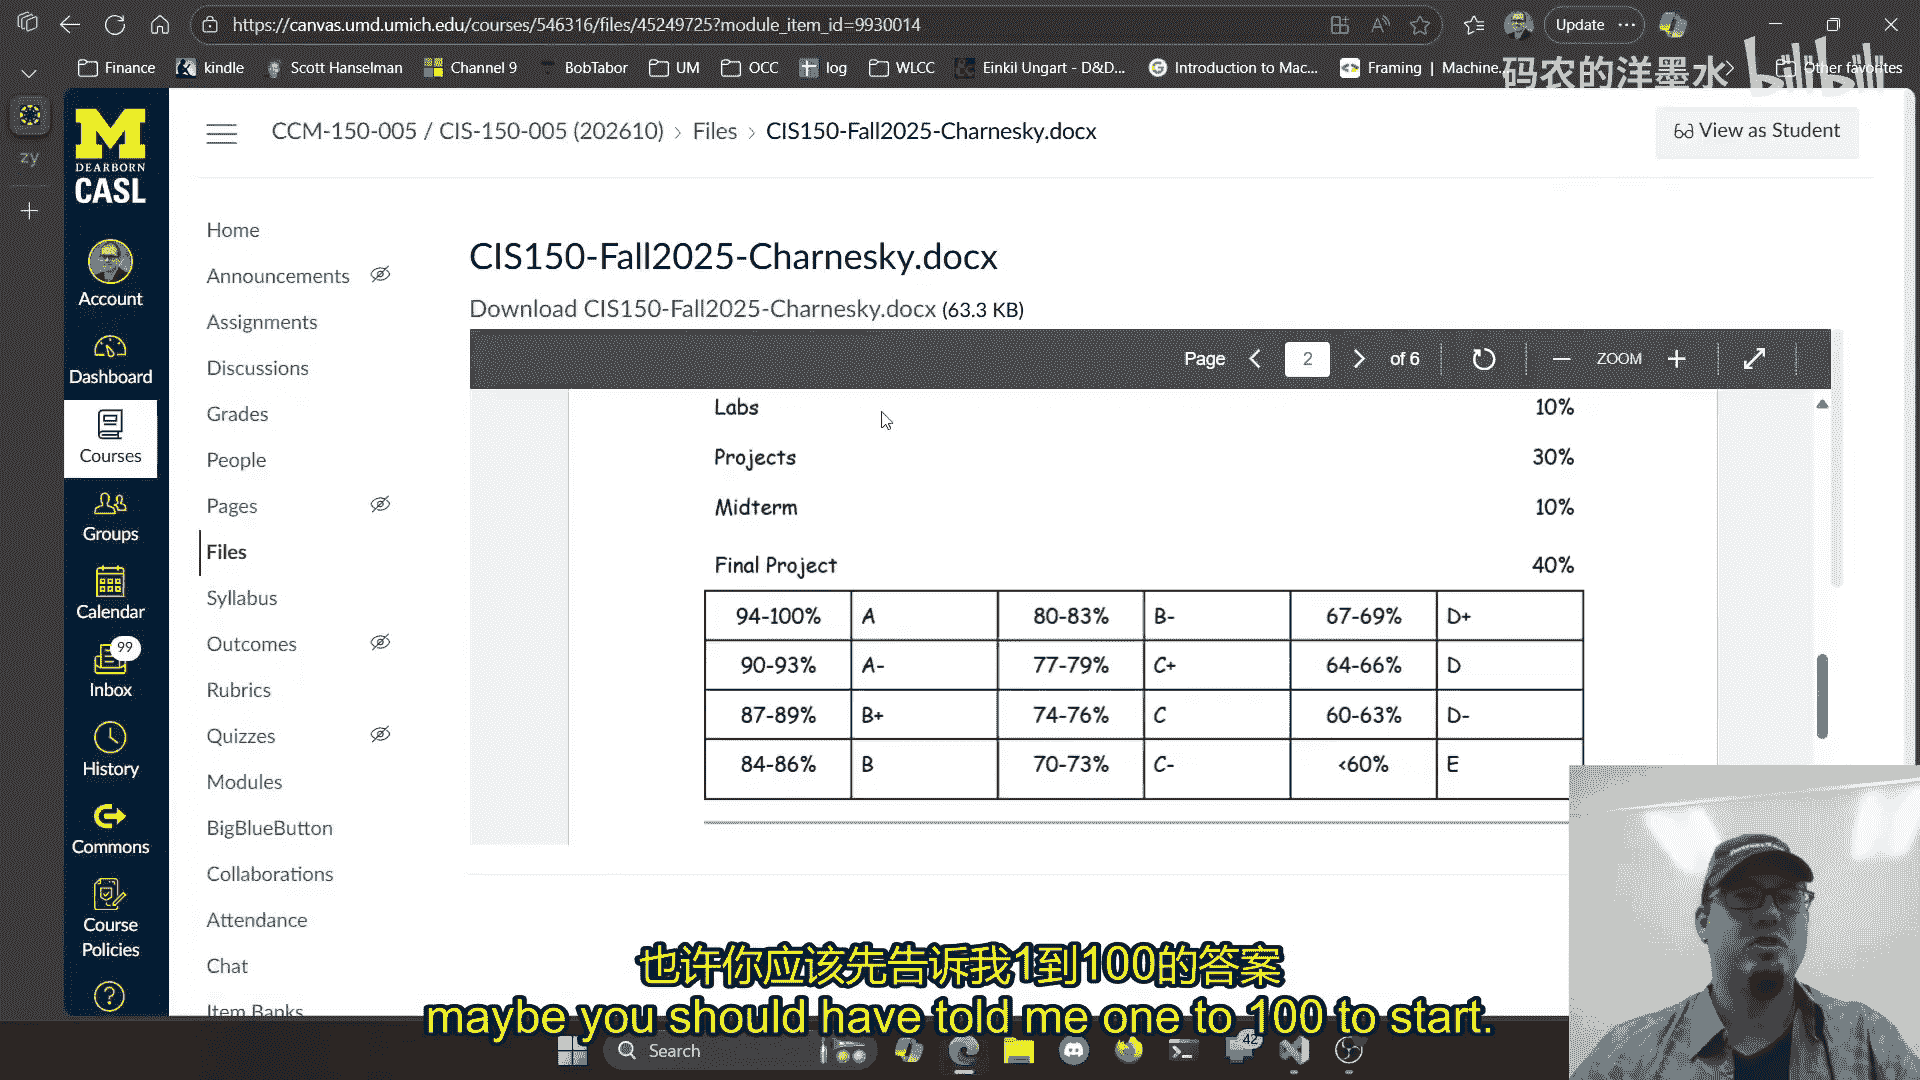 https://canvas.umd.umich.edu/courses/546316/files/45249725?module_item_id=9930014
Update
Finance
kindle
Scott Hanselman
Channel 9
BobTabor
UM
OCC
log
WLCC
Einkil Ungart - D&D...
Introduction to Mac...
Framing | Machine...
Other favorites
码农的洋墨水
bilibili
zy
M
DEARBORN
CASL
Account
Dashboard
Courses
Groups
Calendar
99
Inbox
History
Commons
Course
Policies
CCM-150-005 / CIS-150-005 (202610) > Files > CIS150-Fall2025-Charnesky.docx
View as Student
Home
Announcements
Assignments
Discussions
Grades
People
Pages
Files
Syllabus
Outcomes
Rubrics
Quizzes
Modules
BigBlueButton
Collaborations
Attendance
Chat
Item Banks
CIS150-Fall2025-Charnesky.docx
Download CIS150-Fall2025-Charnesky.docx (63.3 KB)
Page 2 of 6 ZOOM
Labs 10%
Projects 30%
Midterm 10%
Final Project 40%
94-100% A 80-83% B- 67-69% D+
90-93% A- 77-79% C+ 64-66% D
87-89% B+ 74-76% C 60-63% D-
84-86% B 70-73% C- <60% E
也许你应该先告诉我1到100的答案
maybe you should have told me one to 100 to start.
Search
42